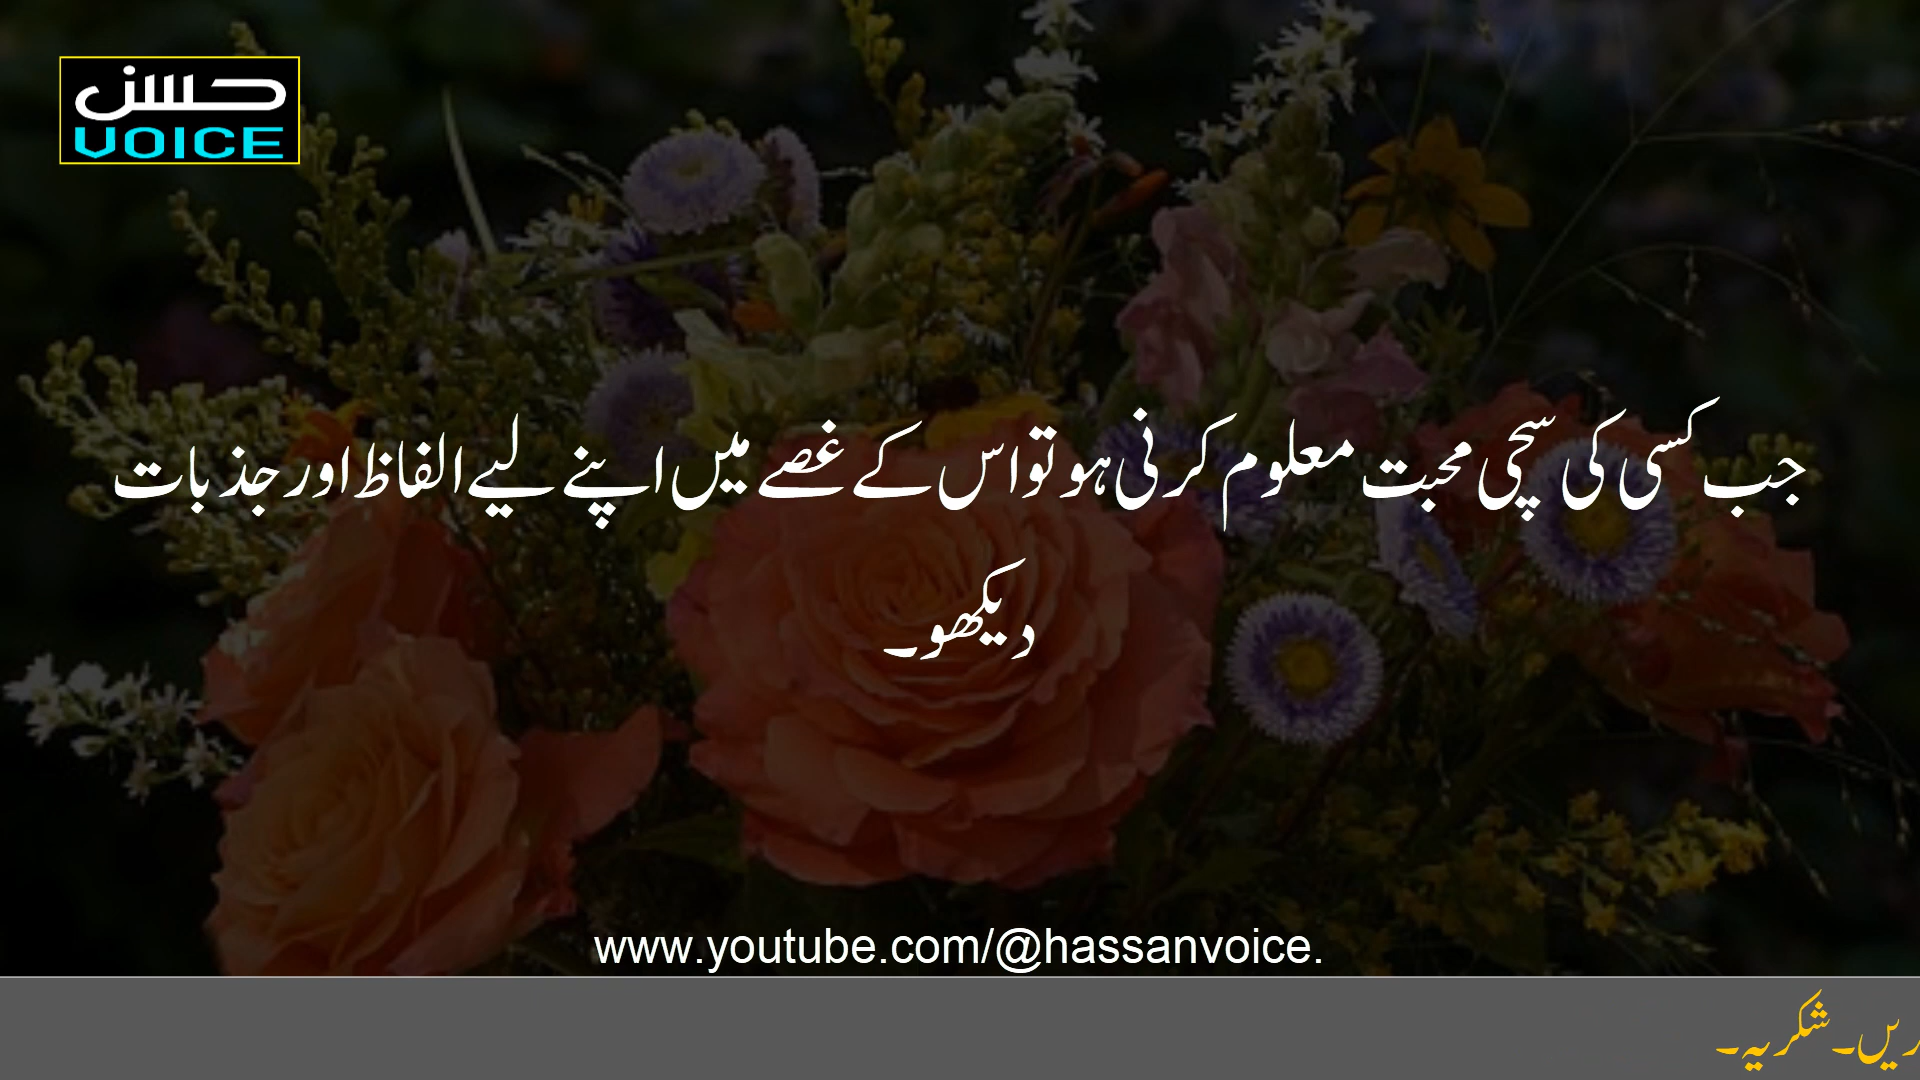 حسن
VOICE
جب کسی کی سچی محبت معلوم کرنی ہو تو اس کے غصے میں اپنے لیے الفاظ اور جذبات
دیکھو۔
www.youtube.com/@hassanvoice.
شکریہ۔